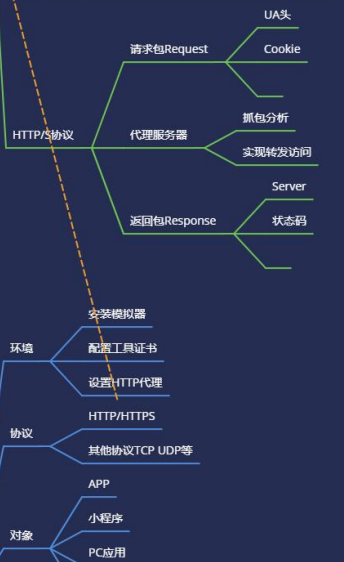 UA头
请求包Request
Cookie
HTTP/S协议
代理服务器
抓包分析
实现转发访问
返回包Response
Server
状态码
环境
安装模拟器
配置工具证书
设置HTTP代理
协议
HTTP/HTTPS
其他协议TCP UDP等
对象
APP
小程序
PC应用